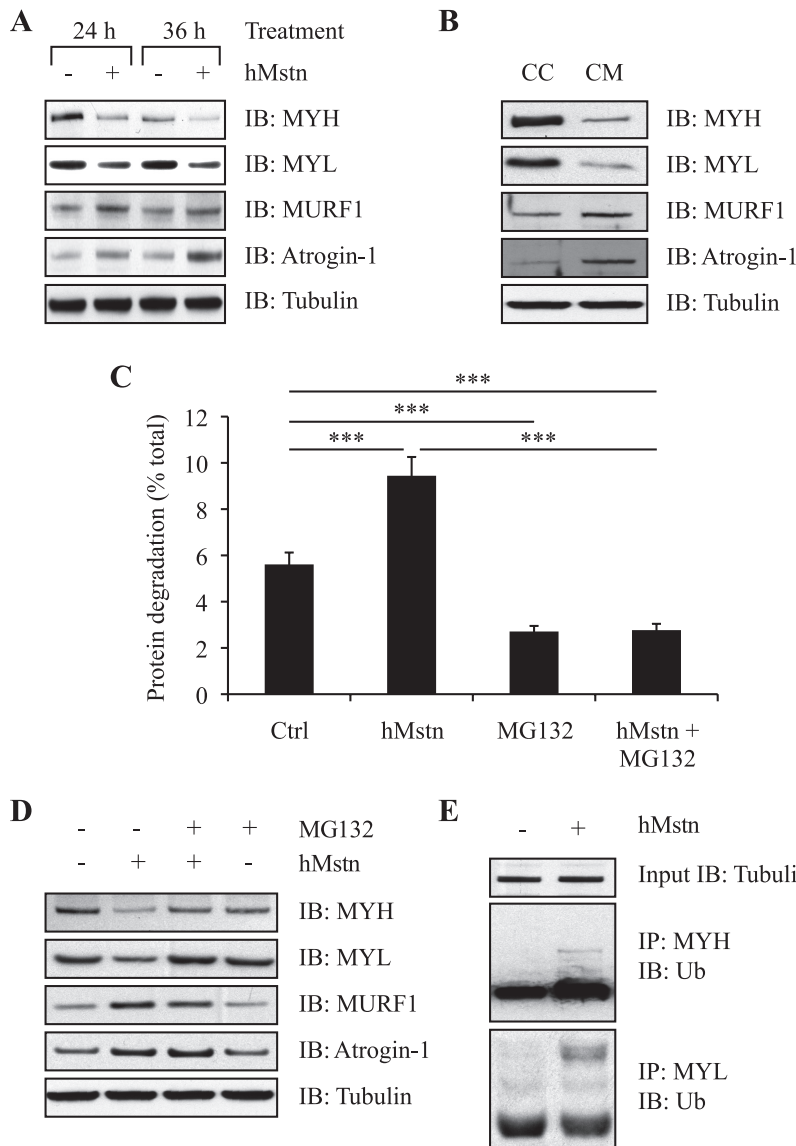 A
24 h 36 h Treatment
- + - + hMstn
IB: MYH
IB: MYL
IB: MURF1
IB: Atrogin-1
IB: Tubulin
B
CC CM
IB: MYH
IB: MYL
IB: MURF1
IB: Atrogin-1
IB: Tubulin
C
***
***
*** ***
Protein degradation (% total)
12
10
8
6
4
2
0
Ctrl hMstn MG132 hMstn +
MG132
D
- - + + MG132
- + + - hMstn
IB: MYH
IB: MYL
IB: MURF1
IB: Atrogin-1
IB: Tubulin
E
- + hMstn
Input IB: Tubuli
IP: MYH
IB: Ub
IP: MYL
IB: Ub